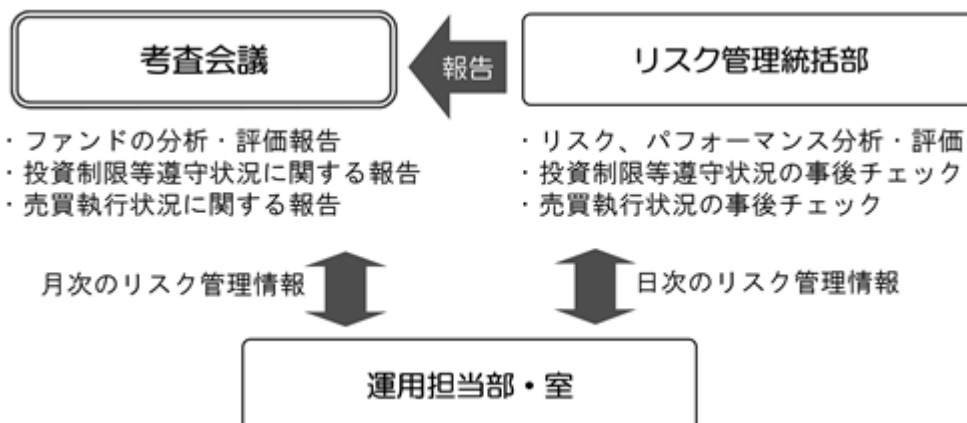 考査会議
報告
リスク管理統括部
・ファンドの分析・評価報告
・投資制限等遵守状況に関する報告
・売買執行状況に関する報告
・リスク、パフォーマンス分析・評価
・投資制限等遵守状況の事後チェック
・売買執行状況の事後チェック
月次のリスク管理情報
日次のリスク管理情報
運用担当部・室